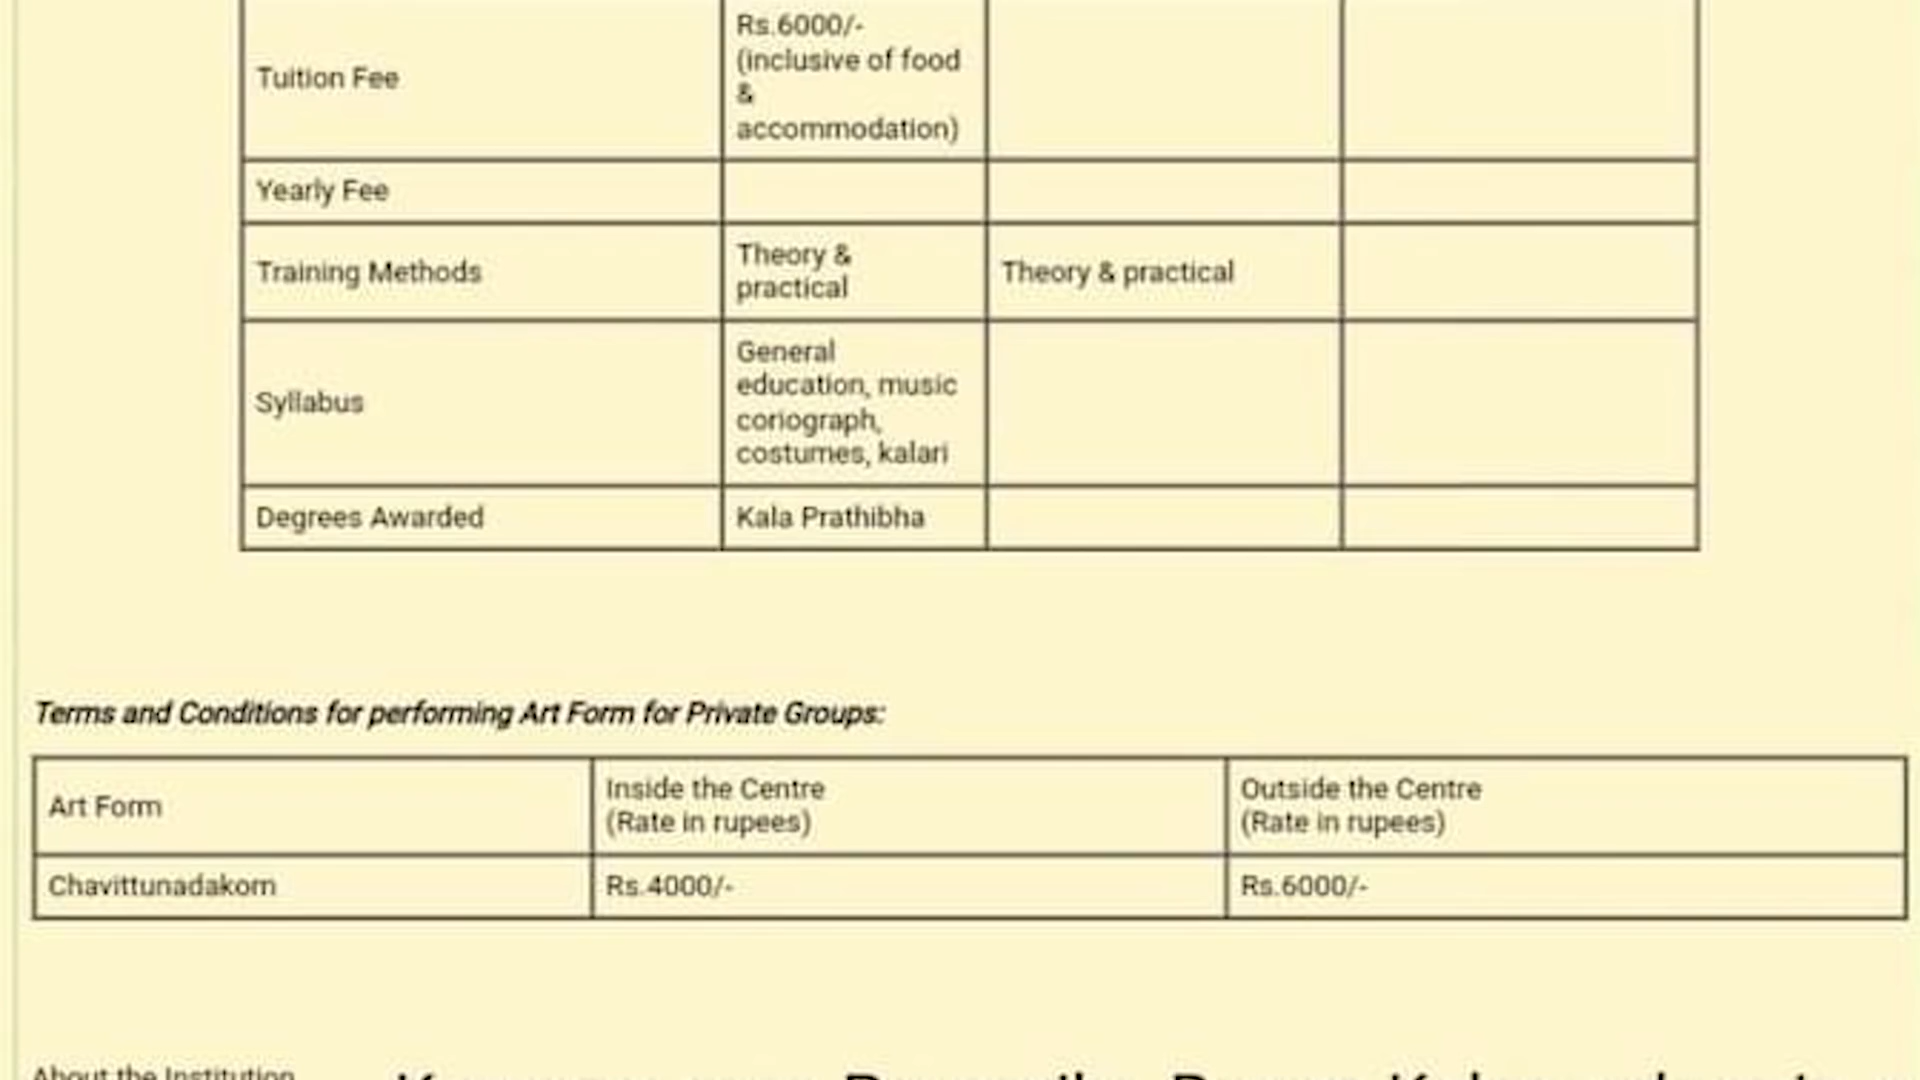 Tuition Fee
Rs.6000/-
(inclusive of food
&
accommodation)
Yearly Fee
Training Methods
Theory &
practical
Theory & practical
Syllabus
General
education, music
coriograph,
costumes, kalari
Degrees Awarded
Kala Prathibha
Terms and Conditions for performing Art Form for Private Groups:
Art Form
Inside the Centre
(Rate in rupees)
Outside the Centre
(Rate in rupees)
Chavittunadakom
Rs.4000/-
Rs.6000/-
About the Institution